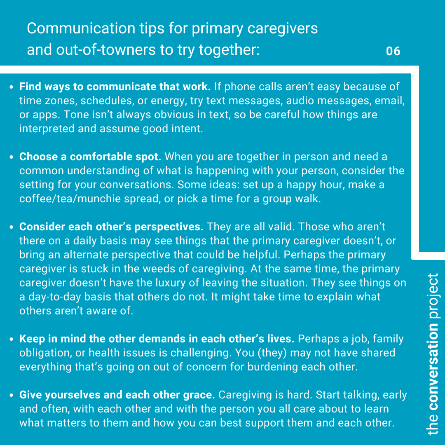 Communication tips for primary caregivers
and out-of-towners to try together:
06
• Find ways to communicate that work. If phone calls aren't easy because of
time zones, schedules, or energy, try text messages, audio messages, email,
or apps. Tone isn't always obvious in text, so be careful how things are
interpreted and assume good intent.
• Choose a comfortable spot. When you are together in person and need a
common understanding of what is happening with your person, consider the
setting for your conversations. Some ideas: set up a happy hour, make a
coffee/tea/munchie spread, or pick a time for a group walk.
• Consider each other's perspectives. They are all valid. Those who aren't
there on a daily basis may see things that the primary caregiver doesn't, or
bring an alternate perspective that could be helpful. Perhaps the primary
caregiver is stuck in the weeds of caregiving. At the same time, the primary
caregiver doesn't have the luxury of leaving the situation. They see things on
a day-to-day basis that others do not. It might take time to explain what
others aren't aware of.
• Keep in mind the other demands in each other's lives. Perhaps a job, family
obligation, or health issues is challenging. You (they) may not have shared
everything that's going on out of concern for burdening each other.
• Give yourselves and each other grace. Caregiving is hard. Start talking, early
and often, with each other and with the person you all care about to learn
what matters to them and how you can best support them and each other.
the conversation project